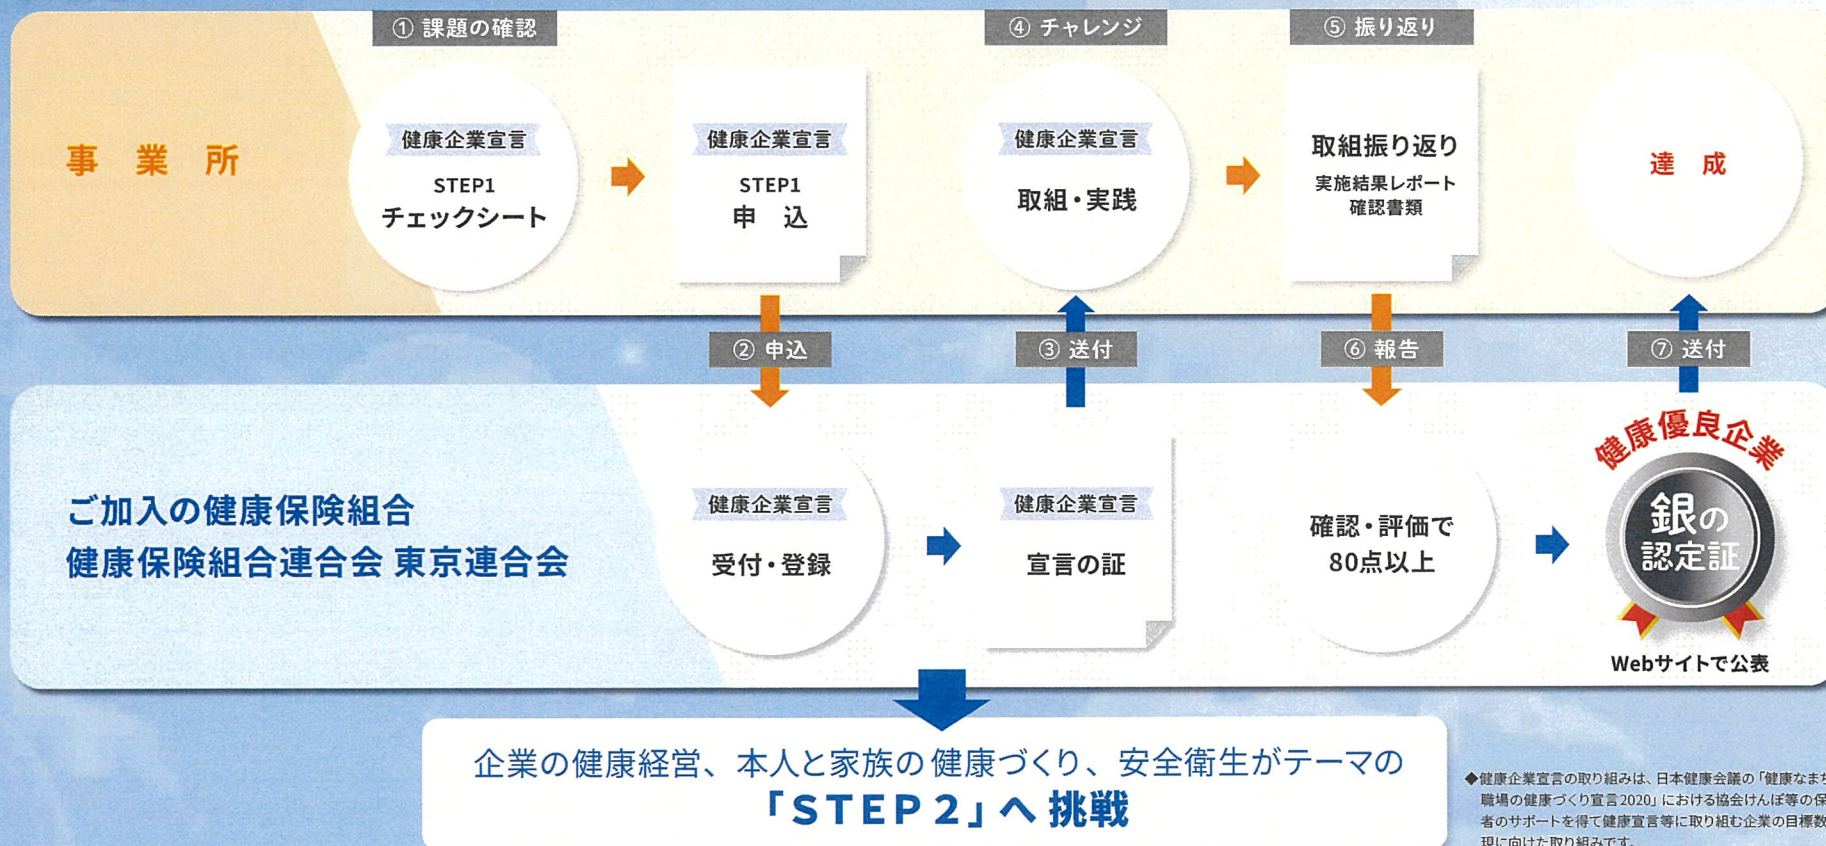 ① 課題の確認
④ チャレンジ
⑤ 振り返り
事業所
健康企業宣言
STEP1
チェックシート
健康企業宣言
STEP1
申込
健康企業宣言
取組・実践
取組振り返り
実施結果レポート
確認書類
達成
② 申込
③ 送付
⑥ 報告
⑦ 送付
ご加入の健康保険組合
健康保険組合連合会 東京連合会
健康企業宣言
受付・登録
健康企業宣言
宣言の証
確認・評価で
80点以上
健康優良企業
銀の
認定証
Webサイトで公表
企業の健康経営、本人と家族の健康づくり、安全衛生がテーマの
「STEP2」へ挑戦
◆健康企業宣言の取り組みは、日本健康会議の「健康なまち
職場の健康づくり宣言2020」における協会けんぽ等の保
者のサポートを得て健康宣言等に取り組む企業の目標数
現に向けた取り組みです。